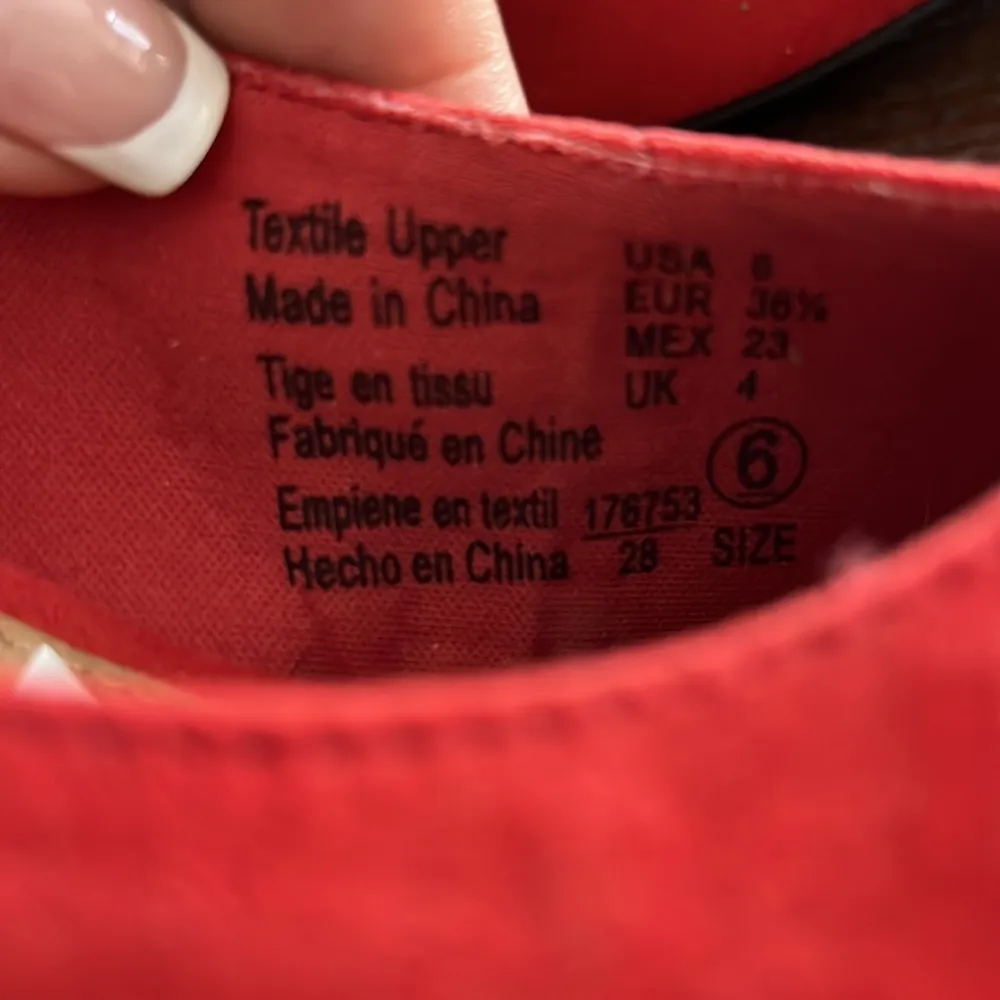 Textile Upper
Made in China
Tige en tissu
Fabriqué en Chine
Empiene en textil
Hecho en China
USA 6
EUR 36½
MEX 23
UK 4
6
SIZE
176753
28